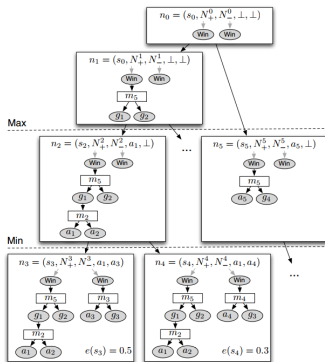 n₀ = (s₀, N₊⁰, N₋⁰, ⊥, ⊥)
Win Win
n₁ = (s₀, N₊¹, N₋¹, ⊥, ⊥)
Win Win
m₅
g₁ g₂
Max
n₂ = (s₂, N₊², N₋², a₁, ⊥)
Win Win
m₅
g₁ g₂
m₂
a₁ a₂
...
n₅ = (s₅, N₊⁵, N₋⁵, a₅, ⊥)
Win Win
m₅
a₅ g₄
Min
n₃ = (s₃, N₊³, N₋³, a₁, a₃)
Win Win
m₅ m₃
g₁ g₂ a₃ g₃
m₂
a₁ a₂
e(s₃) = 0.5
n₄ = (s₄, N₊⁴, N₋⁴, a₁, a₄)
Win Win
m₅ m₄
g₁ g₂ a₄ g₃
m₂
a₁ a₂
e(s₄) = 0.3
...